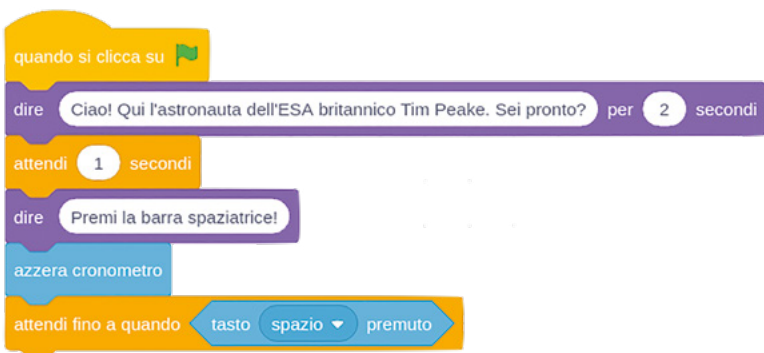 quando si clicca su
dire Ciao! Qui l'astronauta dell'ESA britannico Tim Peake. Sei pronto? per 2 secondi
attendi 1 secondi
dire Premi la barra spaziatrice!
azzera cronometro
attendi fino a quando tasto spazio premuto